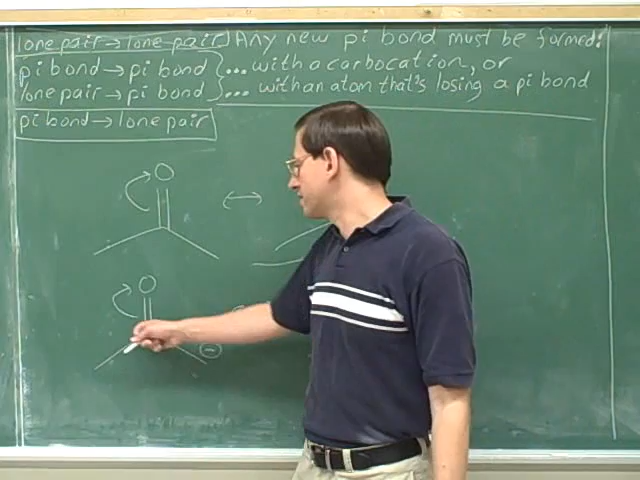 lone pair → lone pair Any new pi bond must be formed:
pi bond → pi bond ... with a carbocation, or
lone pair → pi bond ... with an atom that's losing a pi bond
pi bond → lone pair
O
O
⊖